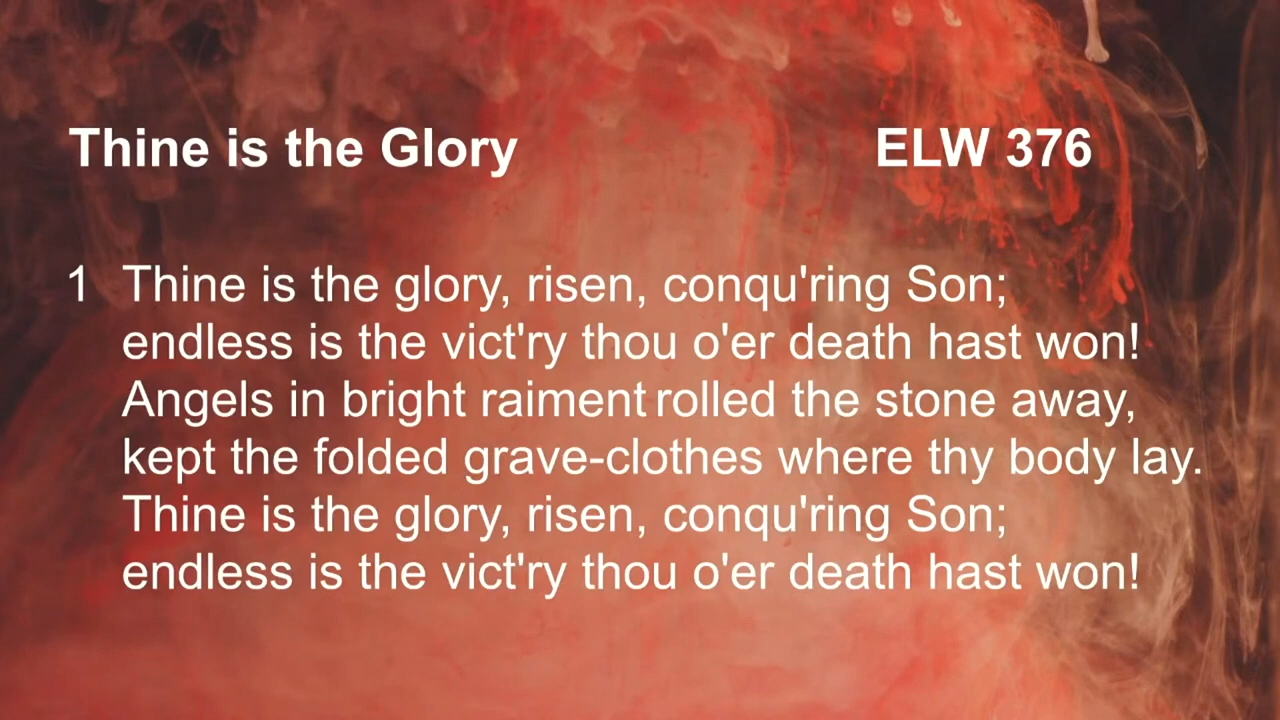 Thine is the Glory ELW 376
1 Thine is the glory, risen, conqu'ring Son;
endless is the vict'ry thou o'er death hast won!
Angels in bright raiment rolled the stone away,
kept the folded grave-clothes where thy body lay.
Thine is the glory, risen, conqu'ring Son;
endless is the vict'ry thou o'er death hast won!